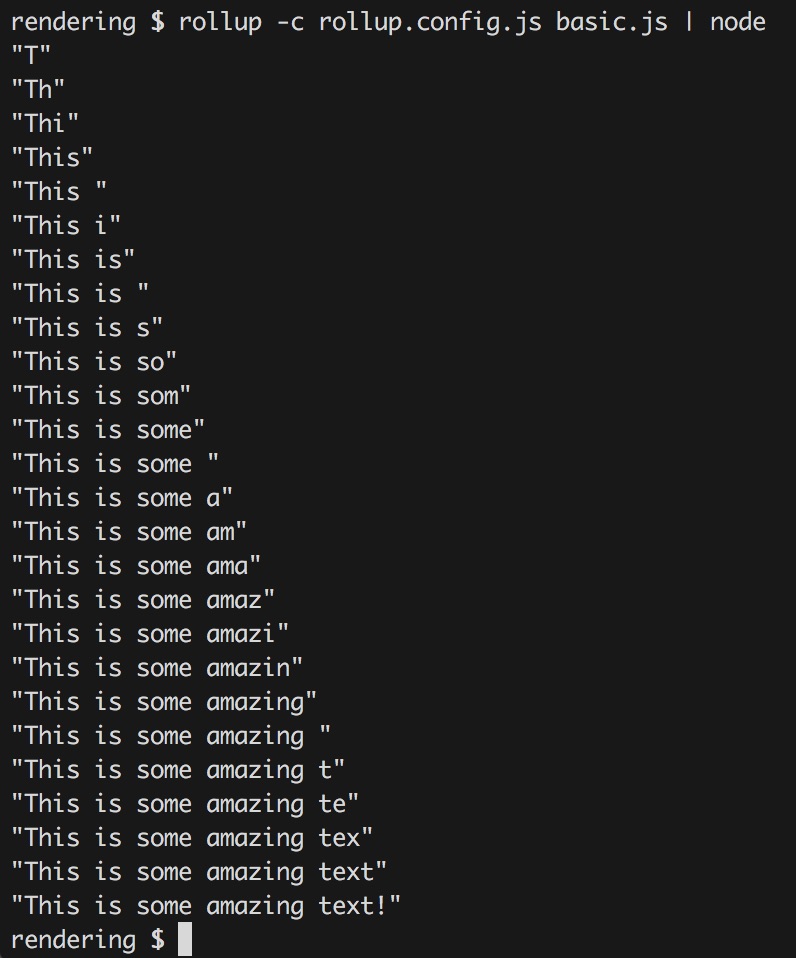 rendering $ rollup -c rollup.config.js basic.js | node
"T"
"Th"
"Thi"
"This"
"This "
"This i"
"This is"
"This is "
"This is s"
"This is so"
"This is som"
"This is some"
"This is some "
"This is some a"
"This is some am"
"This is some ama"
"This is some amaz"
"This is some amazi"
"This is some amazin"
"This is some amazing"
"This is some amazing "
"This is some amazing t"
"This is some amazing te"
"This is some amazing tex"
"This is some amazing text"
"This is some amazing text!"
rendering $